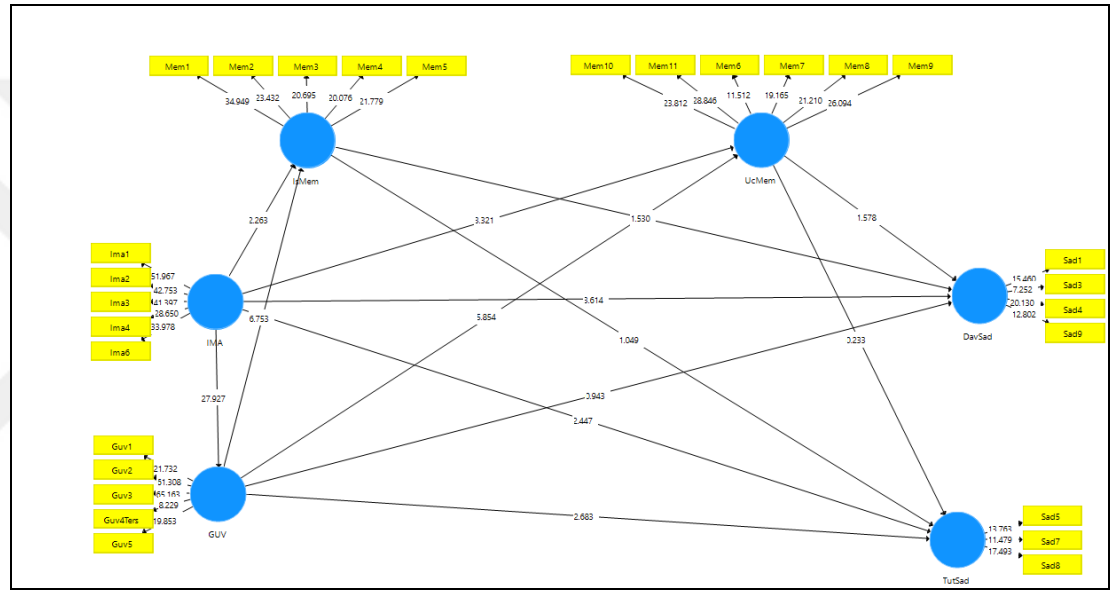 Mem1 Mem2 Mem3 Mem4 Mem5 Mem10 Mem11 Mem6 Mem7 Mem8 Mem9
34.949 23.432 20.695 20.076 21.779 23.812 28.846 11.512 19.165 21.210 26.094
IsMem UcMem
2.263 3.321 1.530 1.578
Ima1
Ima2
Ima3
Ima4
Ima6
51.967
42.753
41.397
28.650
33.978
IMA
3.614
6.753 5.854 1.049 0.233
Sad1
Sad3
Sad4
Sad9
15.460
7.252
20.130
12.802
DavSad
27.927 0.943
2.447
Guv1
Guv2
Guv3
Guv4Ters
Guv5
21.732
51.308
65.163
8.229
19.853
GUV
2.683
Sad5
Sad7
Sad8
13.763
11.479
17.493
TutSad